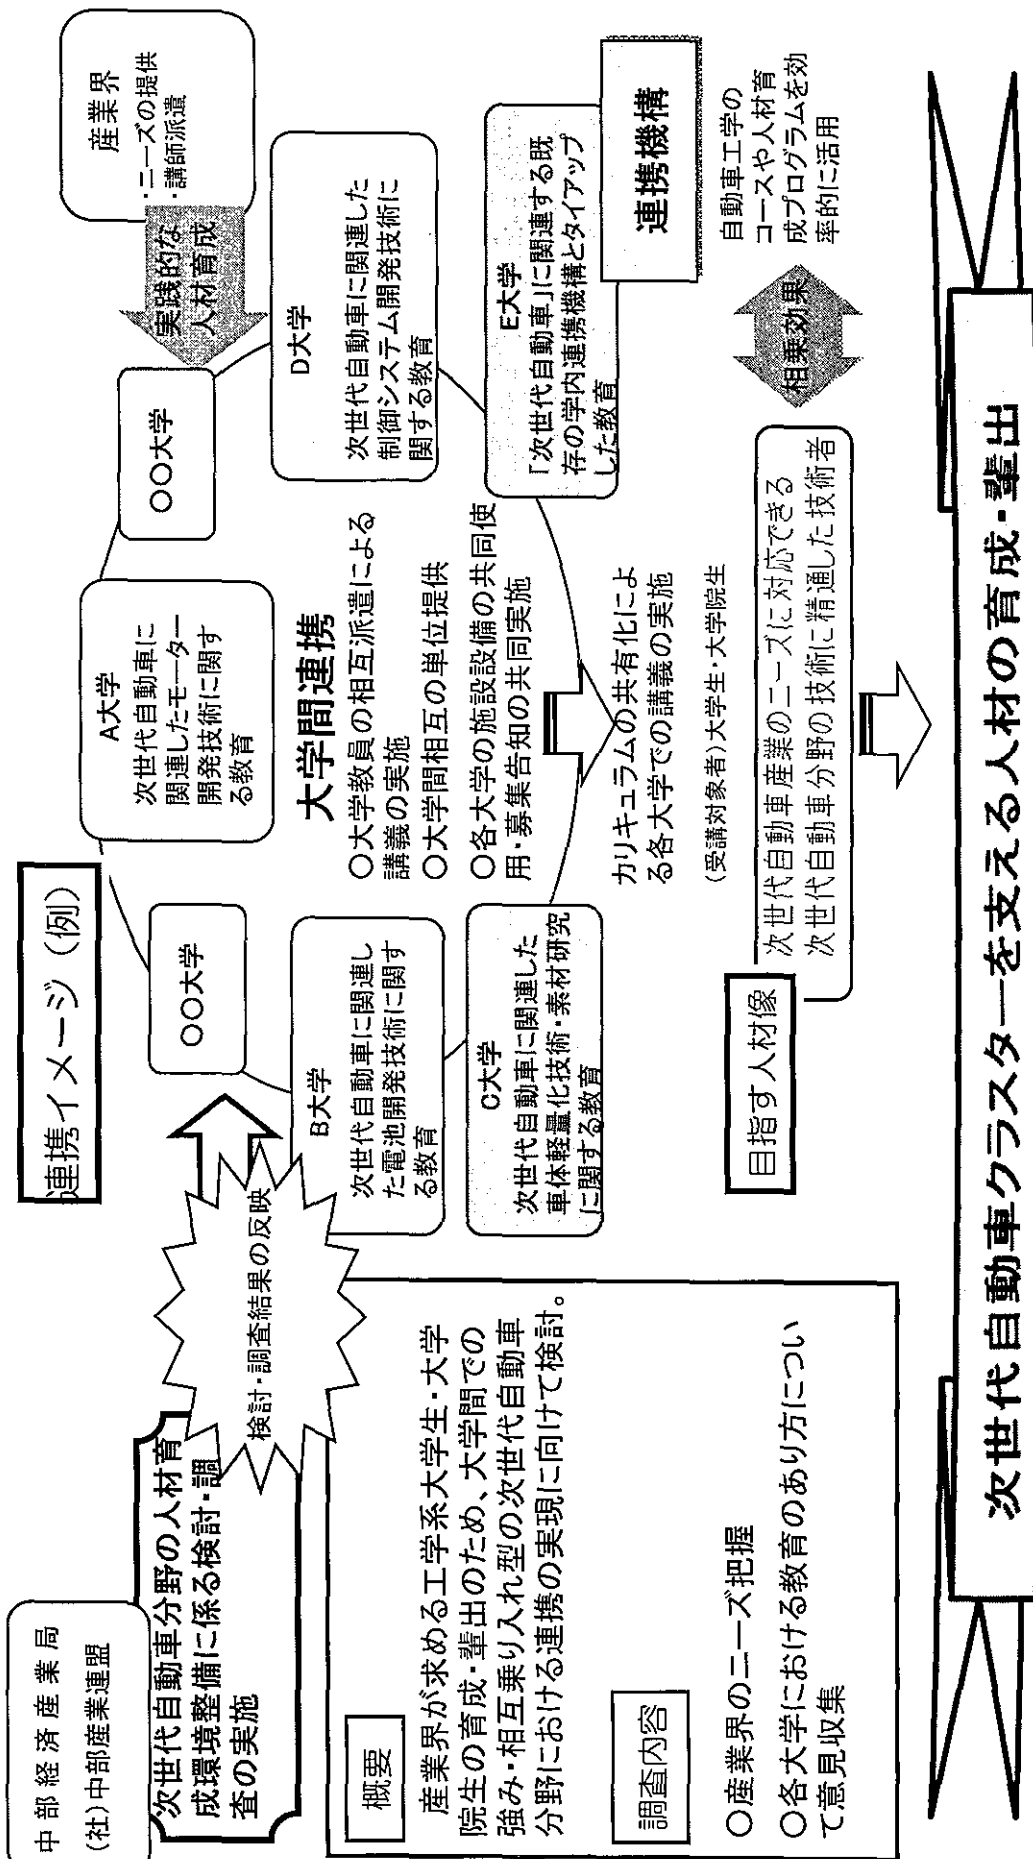 中部経済産業局
(社)中部産業連盟
次世代自動車分野の人材育
成環境整備に係る検討・調
査の実施
検討・調査結果の反映
概要
産業界が求める工学系大学生・大学
院生の育成・輩出のため、大学間での
強み・相互乗り入れ型の次世代自動車
分野における連携の実現に向けて検討。
調査内容
○産業界のニーズ把握
○各大学における教育のあり方につい
て意見収集
連携イメージ（例）
○○大学
A大学
次世代自動車に
関連したモーター
開発技術に関す
る教育
○○大学
実践的な
人材育成
産業界
・ニーズの提供
・講師派遣
B大学
次世代自動車に関連し
た電池開発技術に関す
る教育
C大学
次世代自動車に関連した
車体軽量化技術・素材研究
に関する教育
大学間連携
○大学教員の相互派遣による
講義の実施
○大学間相互の単位提供
○各大学の施設設備の共同使
用・募集告知の共同実施
D大学
次世代自動車に関連した
制御システム開発技術に
関する教育
E大学
「次世代自動車」に関連する既
存の学内連携機構とタイアップ
した教育
連携機構
カリキュラムの共有化によ
る各大学での講義の実施
(受講対象者)大学生・大学院生
自動車工学の
コースや人材育
成プログラムを効
率的に活用
相乗効果
目指す人材像
次世代自動車産業のニーズに対応できる
次世代自動車分野の技術に精通した技術者
次世代自動車クラスターを支える人材の育成・輩出